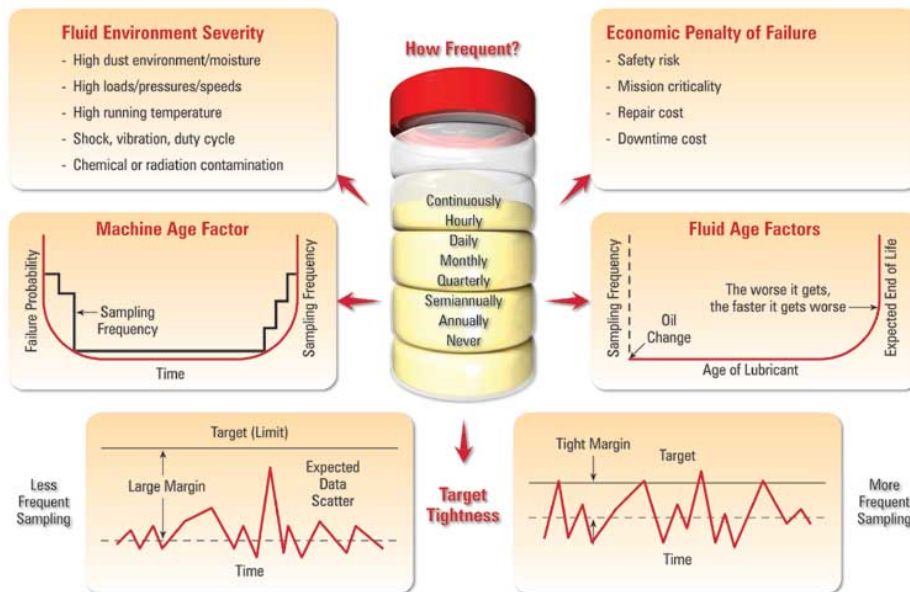 Fluid Environment Severity
- High dust environment/moisture
- High loads/pressures/speeds
- High running temperature
- Shock, vibration, duty cycle
- Chemical or radiation contamination
How Frequent?
Economic Penalty of Failure
- Safety risk
- Mission criticality
- Repair cost
- Downtime cost
Continuously
Hourly
Daily
Monthly
Quarterly
Semiannually
Annually
Never
Machine Age Factor
Failure Probability
Sampling
Frequency
Sampling Frequency
Time
Fluid Age Factors
Sampling Frequency
The worse it gets,
the faster it gets worse
Oil
Change
Expected End of Life
Age of Lubricant
Less
Frequent
Sampling
Target (Limit)
Large Margin
Expected
Data
Scatter
Time
Target
Tightness
Tight Margin
Target
Time
More
Frequent
Sampling